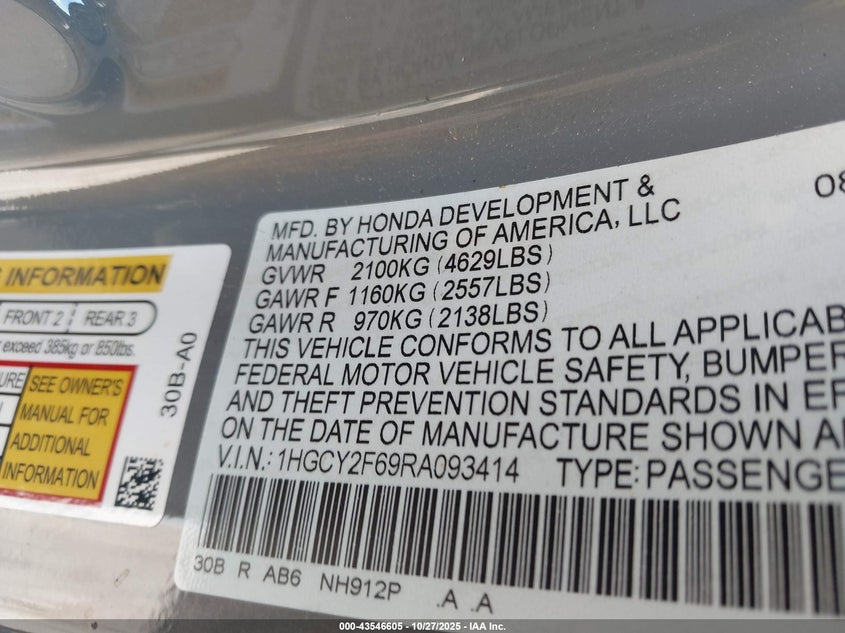 S INFORMATION
FRONT 2 REAR 3
exceed 385kg or 850lbs.
SEE OWNER'S
MANUAL FOR
ADDITIONAL
INFORMATION
30B-A0
08
MFD. BY HONDA DEVELOPMENT &
MANUFACTURING OF AMERICA, LLC
GVWR 2100KG (4629LBS)
GAWR F 1160KG (2557LBS)
GAWR R 970KG (2138LBS)
THIS VEHICLE CONFORMS TO ALL APPLICAB
FEDERAL MOTOR VEHICLE SAFETY, BUMPER
AND THEFT PREVENTION STANDARDS IN EF
ON THE DATE OF MANUFACTURE SHOWN A
V.I.N.: 1HGCY2F69RA093414 TYPE: PASSENGE
30B R AB6 NH912P .A .A
000-43546605 | 10/27/2025 - IAA Inc.